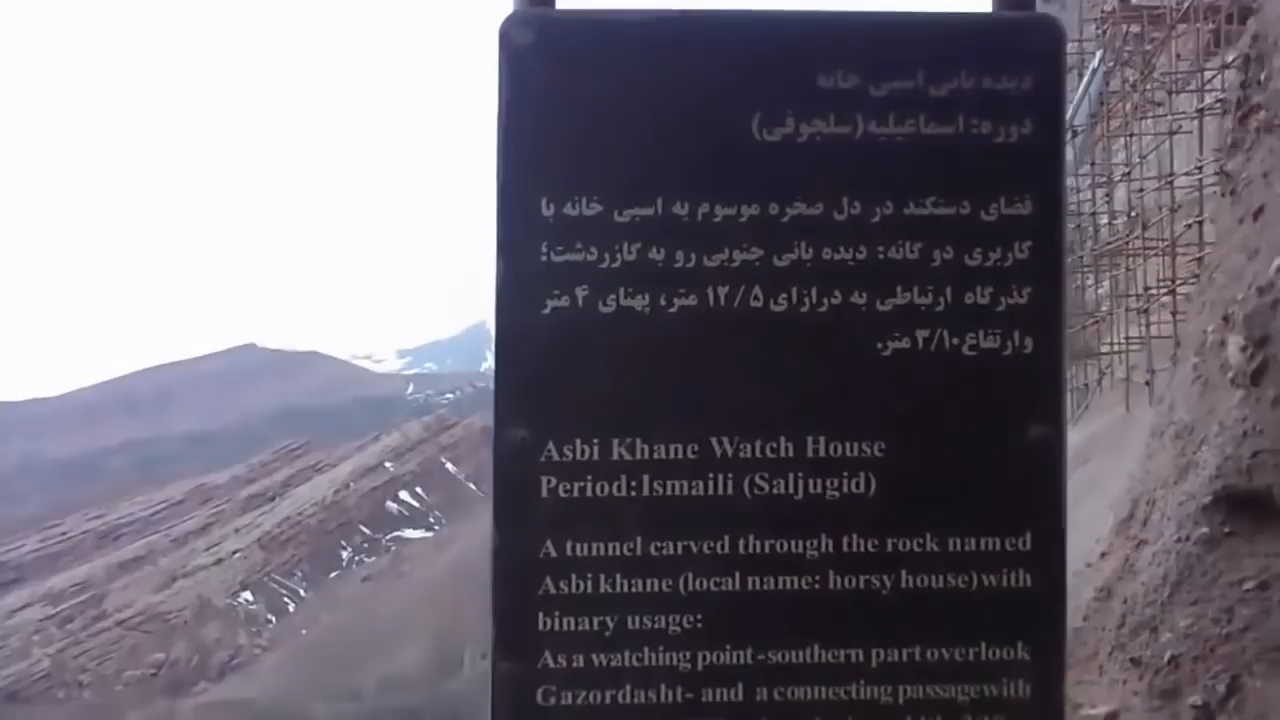 دیده بانی اسبی خانه
دوره: اسماعیلیه(سلجوقی)
فضای دستکند در دل صخره موسوم به اسبی خانه با
کاربری دو گانه: دیده بانی جنوبی رو به گازردشت؛
گذرگاه ارتباطی به درازای ۱۲/۵ متر، پهنای ۴ متر
وارتفاع۳/۱۰ متر.
Asbi Khane Watch House
Period:Ismaili (Saljugid)
A tunnel carved through the rock named
Asbi khane (local name: horsy house)with
binary usage:
As a watching point-southern part overlook
Gazordasht- and a connecting passage with